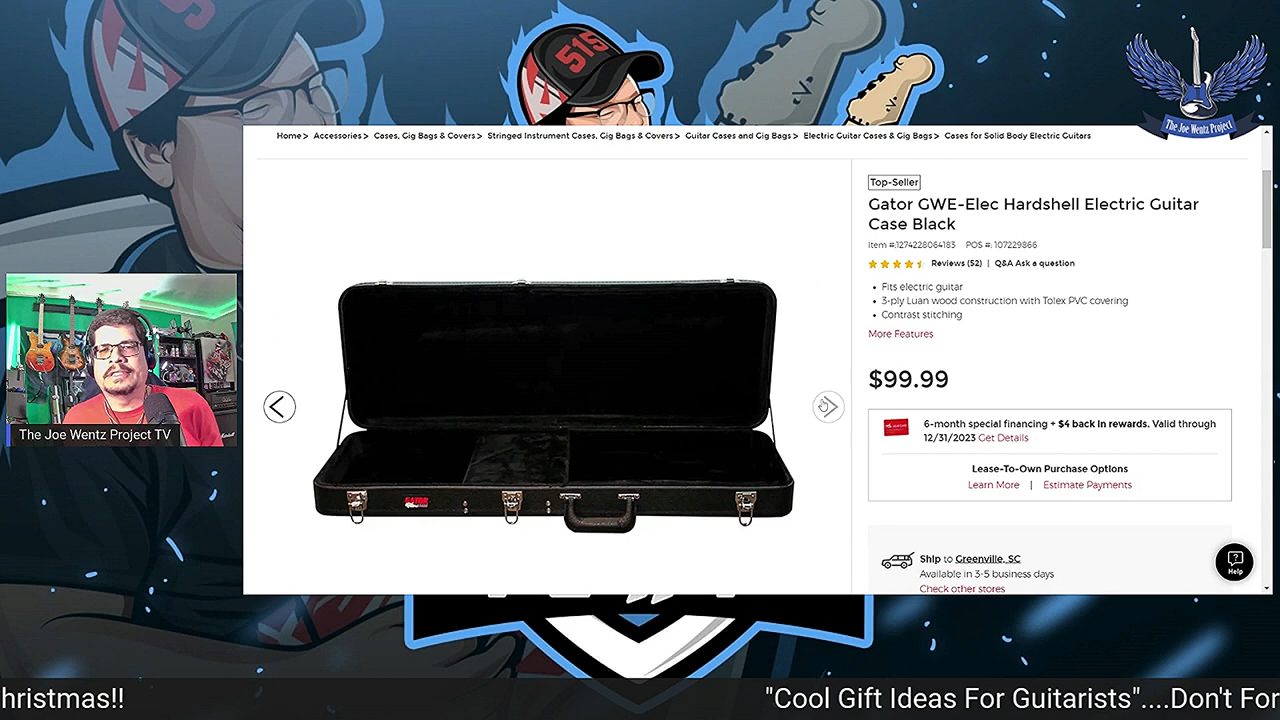 515
The Joe Wentz Project
Home > Accessories > Cases, Gig Bags & Covers > Stringed Instrument Cases, Gig Bags & Covers > Guitar Cases and Gig Bags > Electric Guitar Cases & Gig Bags > Cases for Solid Body Electric Guitars
Top-Seller
Gator GWE-Elec Hardshell Electric Guitar
Case Black
Item #:1274228064183 POS #: 107229866
Reviews (52) | Q&A Ask a question
• Fits electric guitar
• 3-ply Luan wood construction with Tolex PVC covering
• Contrast stitching
More Features
$99.99
6-month special financing + $4 back in rewards. Valid through
12/31/2023 Get Details
Lease-To-Own Purchase Options
Learn More | Estimate Payments
Ship to Greenville, SC
Available in 3-5 business days
Check other stores
Help
GATOR
The Joe Wentz Project TV
hristmas!! "Cool Gift Ideas For Guitarists"....Don't For